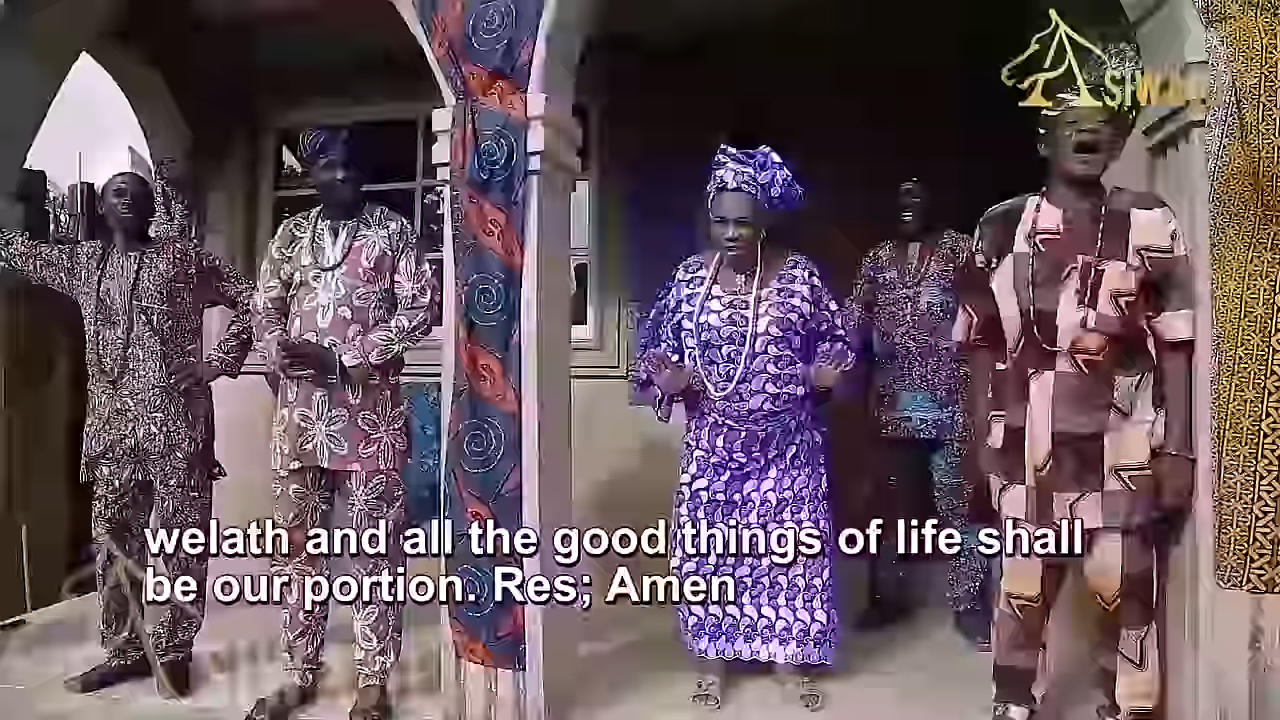 welath and all the good things of life shall
be our portion. Res; Amen